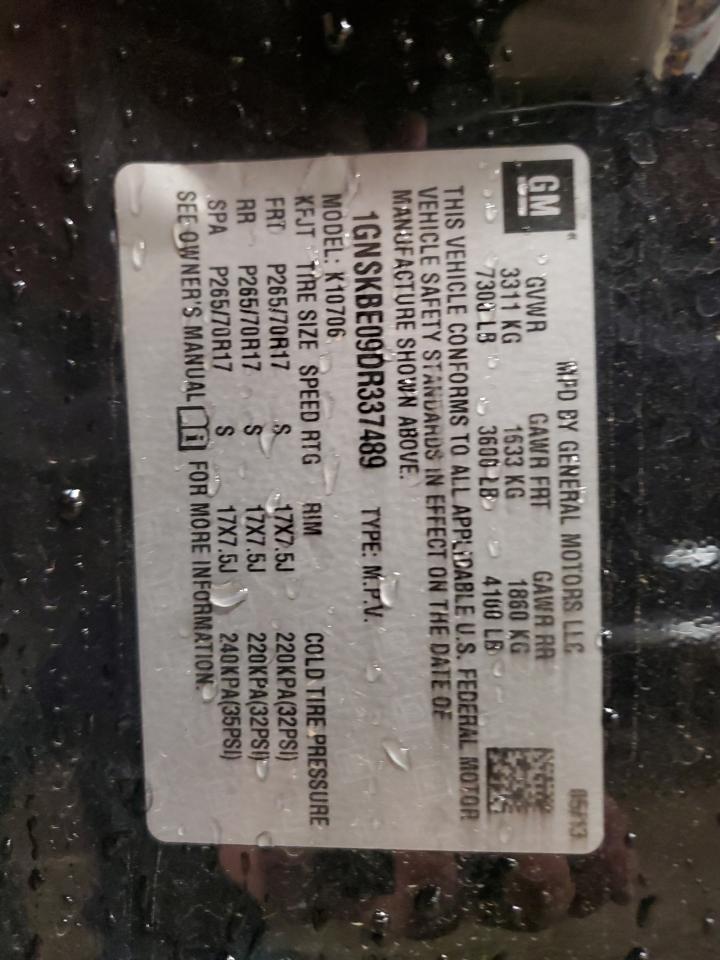 GM
MFD BY GENERAL MOTORS LLC 05/13
GVWR GAWR FRT GAWR RR
3311 KG 1633 KG 1860 KG
7300 LB 3600 LB 4100 LB
THIS VEHICLE CONFORMS TO ALL APPLICABLE U.S. FEDERAL MOTOR
VEHICLE SAFETY STANDARDS IN EFFECT ON THE DATE OF
MANUFACTURE SHOWN ABOVE.
1GNSKBE09DR337489 TYPE: M.P.V.
MODEL: K10706
KFJT TIRE SIZE SPEED RTG RIM COLD TIRE PRESSURE
FRT P265/70R17 S 17X7.5J 220KPA(32PSI)
RR P265/70R17 S 17X7.5J 220KPA(32PSI)
SPA P265/70R17 S 17X7.5J 240KPA(35PSI)
SEE OWNER'S MANUAL FOR MORE INFORMATION.